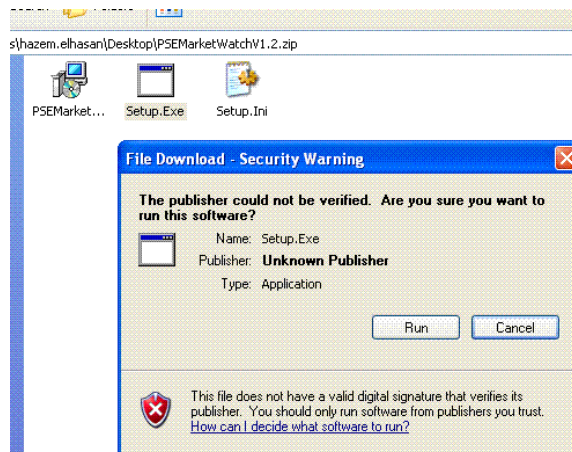 Folders
s\hazem.elhasan\Desktop\PSEMarketWatchV1.2.zip
PSEMarket... Setup.Exe Setup.Ini
File Download - Security Warning
The publisher could not be verified. Are you sure you want to
run this software?
Name: Setup.Exe
Publisher: Unknown Publisher
Type: Application
Run Cancel
This file does not have a valid digital signature that verifies its
publisher. You should only run software from publishers you trust.
How can I decide what software to run?